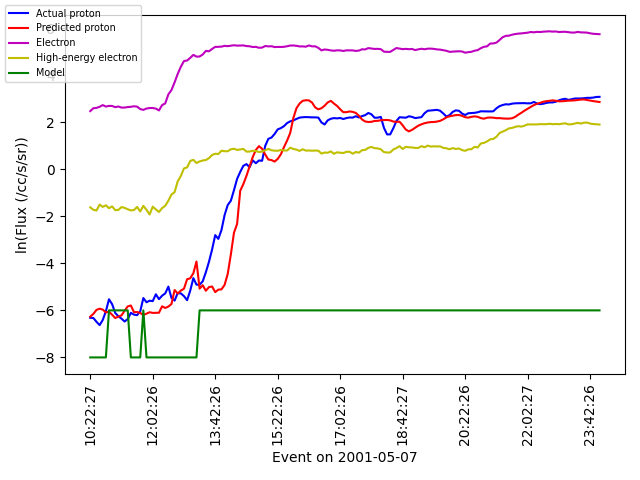 Actual proton
Predicted proton
Electron
High-energy electron
Model
2
0
−2
−4
−6
−8
ln(Flux (/cc/s/sr))
10:22:27
12:02:26
13:42:26
15:22:26
17:02:26
18:42:27
20:22:26
22:02:27
23:42:26
Event on 2001-05-07